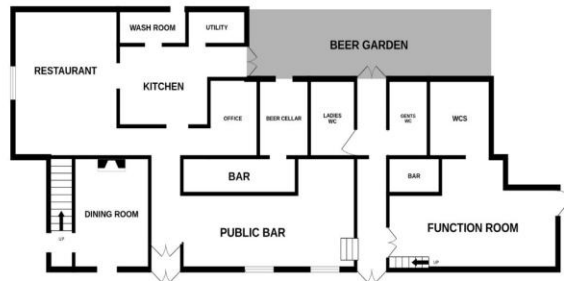 WASH ROOM
UTILITY
BEER GARDEN
RESTAURANT
KITCHEN
OFFICE
BEER CELLAR
LADIES
WC
GENTS
WC
WCS
BAR
BAR
DINING ROOM
PUBLIC BAR
FUNCTION ROOM
UP
UP